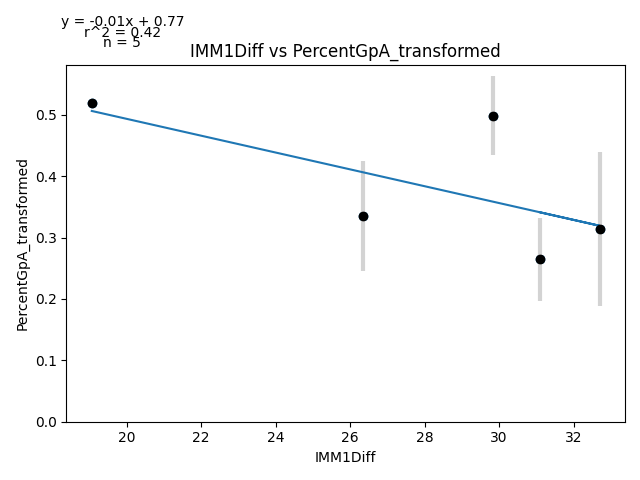 y = -0.01x + 0.77
r^2 = 0.42
n = 5
IMM1Diff vs PercentGpA_transformed
PercentGpA_transformed
0.5
0.4
0.3
0.2
0.1
0.0
20 22 24 26 28 30 32
IMM1Diff